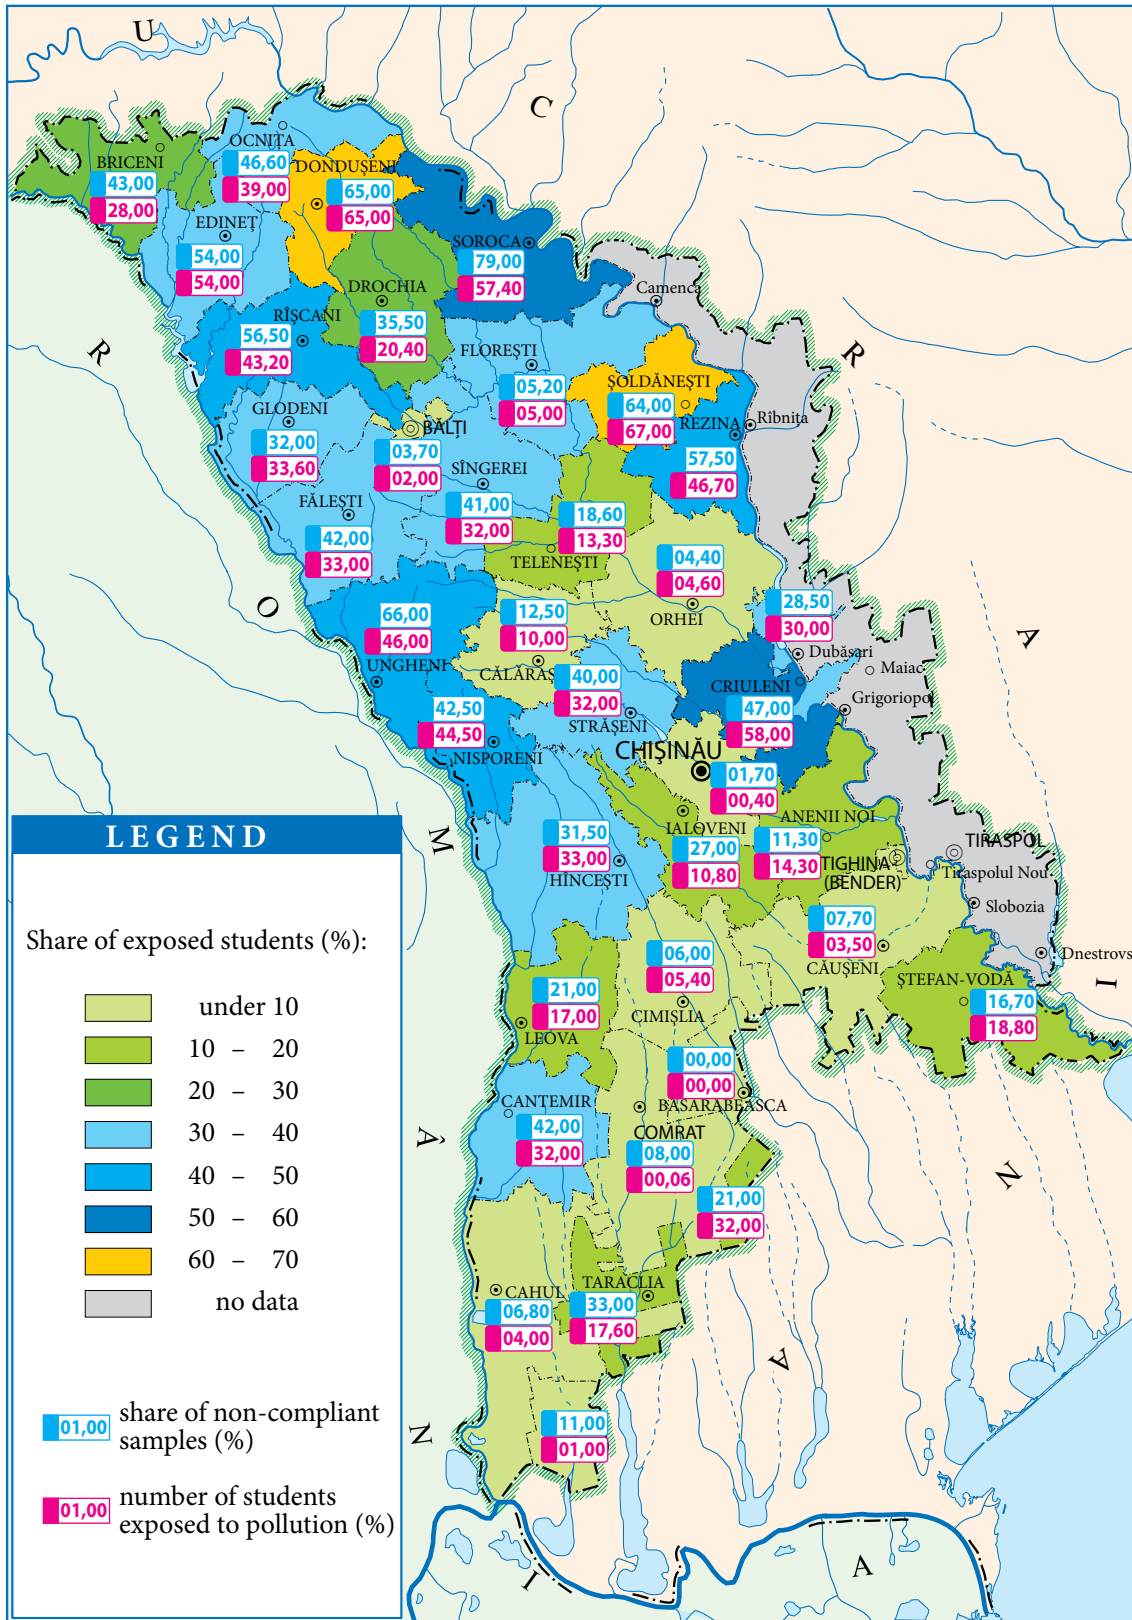 U
C
R
A
I
N
A
R
O
M
Â
N
I
A
OCNIȚA
46,60
39,00
BRICENI
43,00
28,00
DONDUȘENI
65,00
65,00
EDINEȚ
54,00
54,00
SOROCA
79,00
57,40
DROCHIA
35,50
20,40
Camenca
RÎȘCANI
56,50
43,20
FLOREȘTI
05,20
05,00
ȘOLDĂNEȘTI
64,00
67,00
GLODENI
32,00
33,60
BĂLȚI
03,70
02,00
REZINA
57,50
46,70
Rîbnița
SÎNGEREI
41,00
32,00
FĂLEȘTI
42,00
33,00
18,60
13,30
TELENEȘTI
04,40
04,60
ORHEI
28,50
30,00
Dubăsari
66,00
46,00
UNGHENI
12,50
10,00
CĂLĂRAȘ
40,00
32,00
STRĂȘENI
CRIULENI
47,00
58,00
Maiac
Grigoriopol
42,50
44,50
NISPORENI
CHIȘINĂU
01,70
00,40
IALOVENI
27,00
10,80
ANENII NOI
11,30
14,30
TIGHINA
(BENDER)
TIRASPOL
Tiraspolul Nou
31,50
33,00
HÎNCEȘTI
Slobozia
07,70
03,50
CĂUȘENI
Dnestrovs
06,00
05,40
CIMIȘLIA
ȘTEFAN-VODĂ
16,70
18,80
21,00
17,00
LEOVA
00,00
00,00
BASARABEASCA
CANTEMIR
42,00
32,00
COMRAT
08,00
00,06
21,00
32,00
CAHUL
06,80
04,00
TARACLIA
33,00
17,60
11,00
01,00
LEGEND
Share of exposed students (%):
under 10
10 – 20
20 – 30
30 – 40
40 – 50
50 – 60
60 – 70
no data
01,00 share of non-compliant
samples (%)
01,00 number of students
exposed to pollution (%)